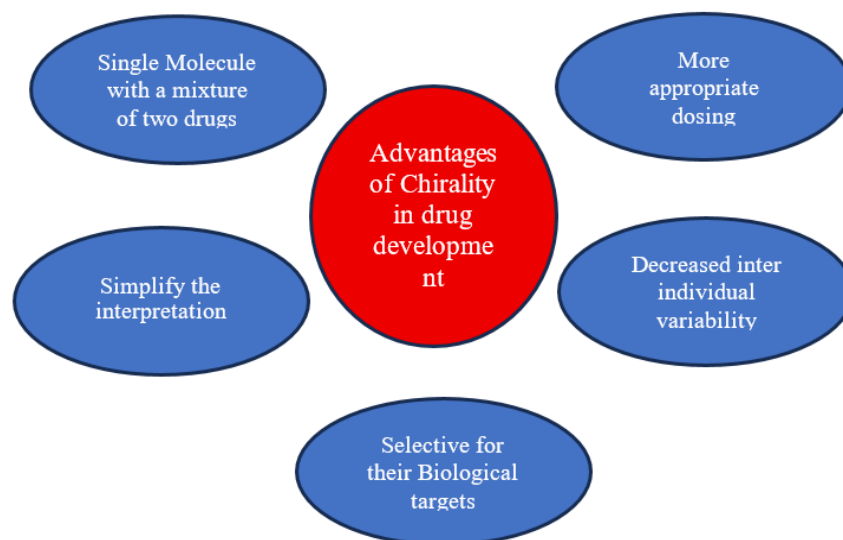 Single Molecule
with a mixture
of two drugs
More
appropriate
dosing
Advantages
of Chirality
in drug
developme
nt
Simplify the
interpretation
Decreased inter
individual
variability
Selective for
their Biological
targets